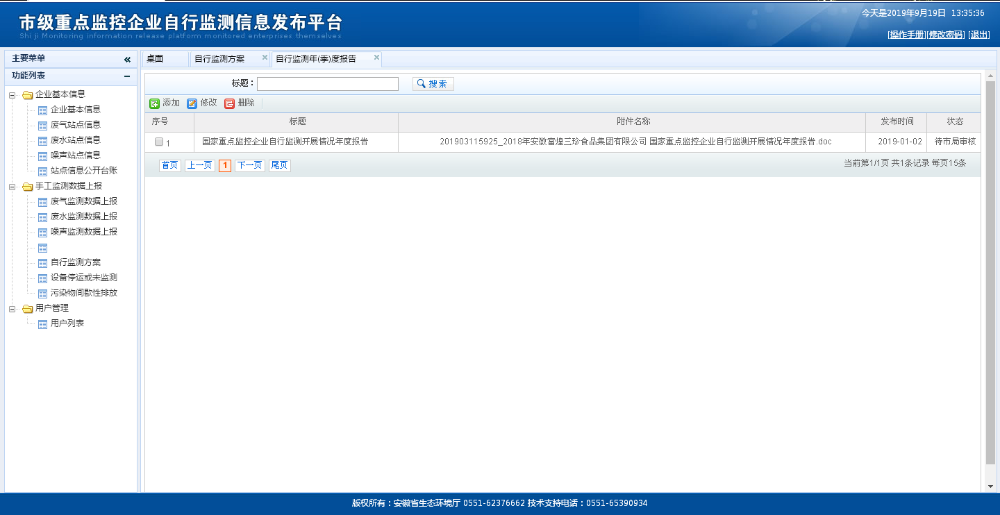 市级重点监控企业自行监测信息发布平台
Shi ji Monitoring information release platform monitored enterprises themselves
今天是2019年9月19日 13:35:36
[操作手册][修改密码] [退出]
主要菜单
功能列表
企业基本信息
企业基本信息
废气站点信息
废水站点信息
噪声站点信息
站点信息公开台账
手工监测数据上报
废气监测数据上报
废水监测数据上报
噪声监测数据上报
自行监测方案
设备停运或未监测
污染物间歇性排放
用户管理
用户列表
桌面 自行监测方案 自行监测年(季)度报告
标题： 搜索
添加 修改 删除
序号 标题 附件名称 发布时间 状态
1 国家重点监控企业自行监测开展情况年度报告 201903115925_2018年安徽富煌三珍食品集团有限公司 国家重点监控企业自行监测开展情况年度报告.doc 2019-01-02 待市局审核
首页 上一页 1 下一页 尾页 当前第1/1页 共1条记录 每页15条
版权所有：安徽省生态环境厅 0551-62376662 技术支持电话：0551-65390934